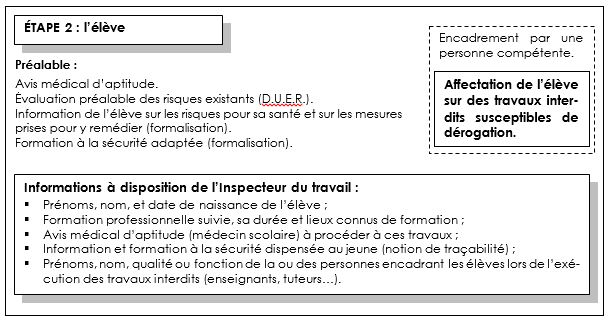 ÉTAPE 2 : l’élève
Préalable :
Avis médical d’aptitude.
Évaluation préalable des risques existants (D.U.E.R.).
Information de l’élève sur les risques pour sa santé et sur les mesures
prises pour y remédier (formalisation).
Formation à la sécurité adaptée (formalisation).
Encadrement par une
personne compétente.
Affectation de l’élève
sur des travaux inter-
dits susceptibles de
dérogation.
Informations à disposition de l’Inspecteur du travail :
▪ Prénoms, nom, et date de naissance de l’élève ;
▪ Formation professionnelle suivie, sa durée et lieux connus de formation ;
▪ Avis médical d’aptitude (médecin scolaire) à procéder à ces travaux ;
▪ Information et formation à la sécurité dispensée au jeune (notion de traçabilité) ;
▪ Prénoms, nom, qualité ou fonction de la ou des personnes encadrant les élèves lors de l’exé-
cution des travaux interdits (enseignants, tuteurs…).